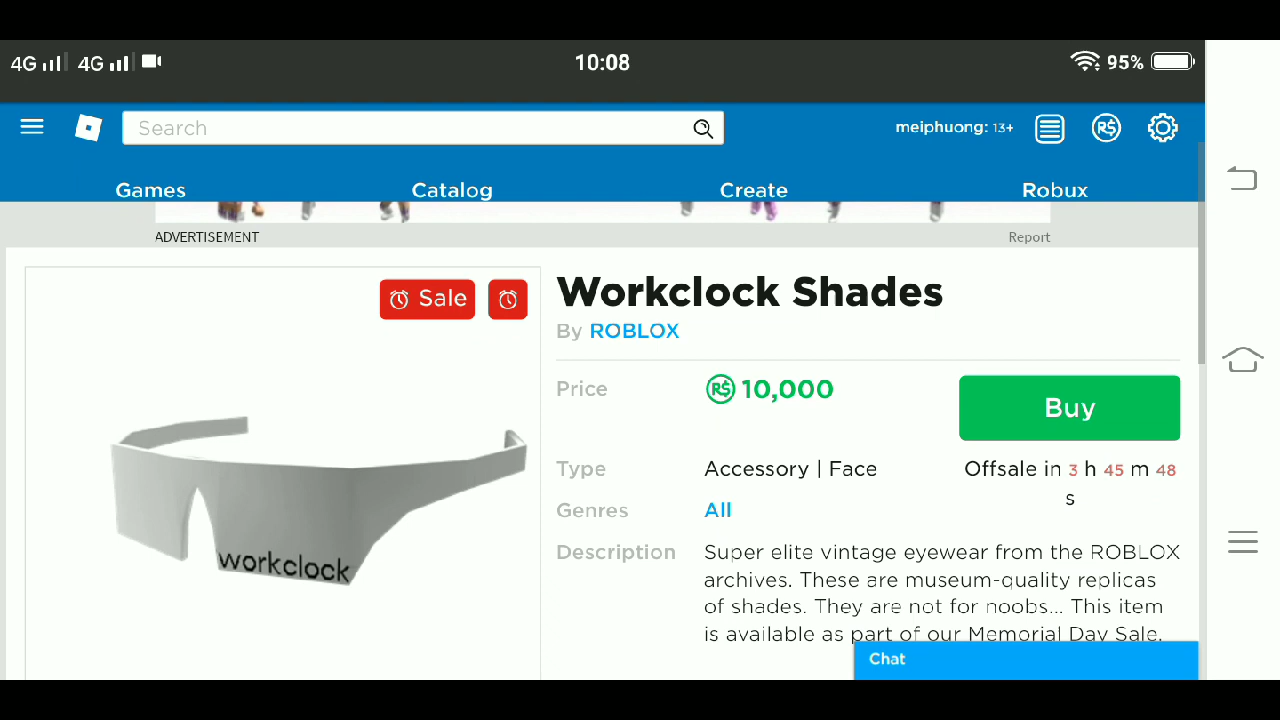 4G 4G 10:08 95%
Search meiphuong: 13+ R$
Games Catalog Create Robux
ADVERTISEMENT Report
Sale
Workclock Shades
By ROBLOX
Price R$ 10,000 Buy
Type Accessory | Face Offsale in 3 h 45 m 48
s
Genres All
Description Super elite vintage eyewear from the ROBLOX
archives. These are museum-quality replicas
of shades. They are not for noobs... This item
is available as part of our Memorial Day Sale.
workclock
Chat